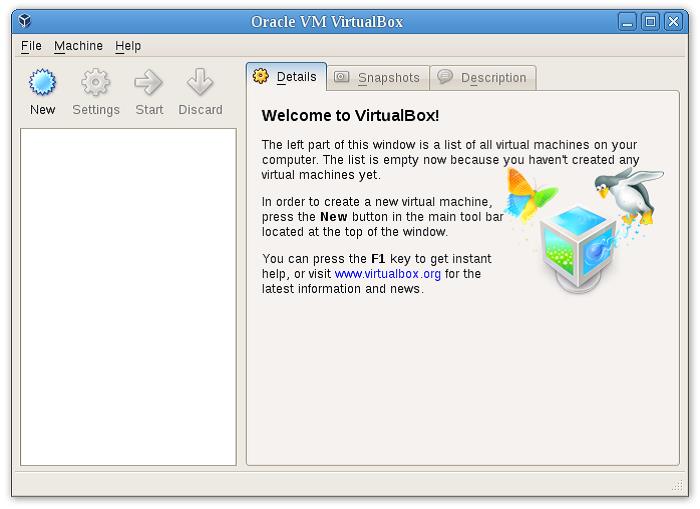 Oracle VM VirtualBox
File Machine Help
New Settings Start Discard
Details Snapshots Description
Welcome to VirtualBox!
The left part of this window is a list of all virtual machines on your
computer. The list is empty now because you haven't created any
virtual machines yet.
In order to create a new virtual machine,
press the New button in the main tool bar
located at the top of the window.
You can press the F1 key to get instant
help, or visit www.virtualbox.org for the
latest information and news.